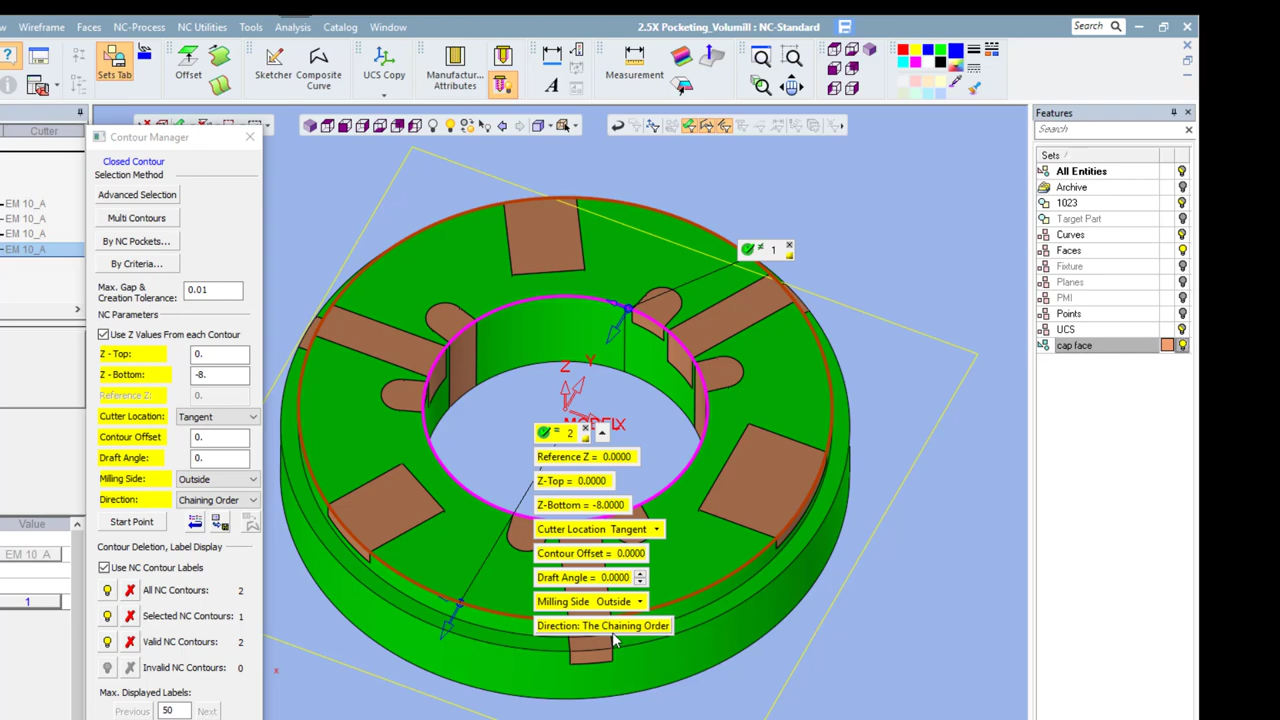 Wireframe Faces NC-Process NC Utilities Tools Analysis Catalog Window
2.5X Pocketing_Volumill : NC-Standard
Search
Sets Tab
Offset
Sketcher
Composite Curve
UCS Copy
Manufactur... Attributes
Measurement
Cutter
EM 10_A
EM 10_A
EM 10_A
EM 10_A
Value
EM 10_A
1
Contour Manager
Closed Contour
Selection Method
Advanced Selection
Multi Contours
By NC Pockets...
By Criteria...
Max. Gap &
Creation Tolerance: 0.01
NC Parameters
Use Z Values From each Contour
Z - Top: 0.
Z - Bottom: -8.
Reference Z: 0.
Cutter Location: Tangent
Contour Offset 0.
Draft Angle: 0.
Milling Side: Outside
Direction: Chaining Order
Start Point
Contour Deletion, Label Display
Use NC Contour Labels
All NC Contours: 2
Selected NC Contours: 1
Valid NC Contours: 2
Invalid NC Contours: 0
Max. Displayed Labels:
Previous 50 Next
1
Z
Y
2
Reference Z = 0.0000
Z-Top = 0.0000
Z-Bottom = -8.0000
Cutter Location Tangent
Contour Offset = 0.0000
Draft Angle = 0.0000
Milling Side Outside
Direction: The Chaining Order
x
Features
Search
Sets
All Entities
Archive
1023
Target Part
Curves
Faces
Fixture
Planes
PMI
Points
UCS
cap face